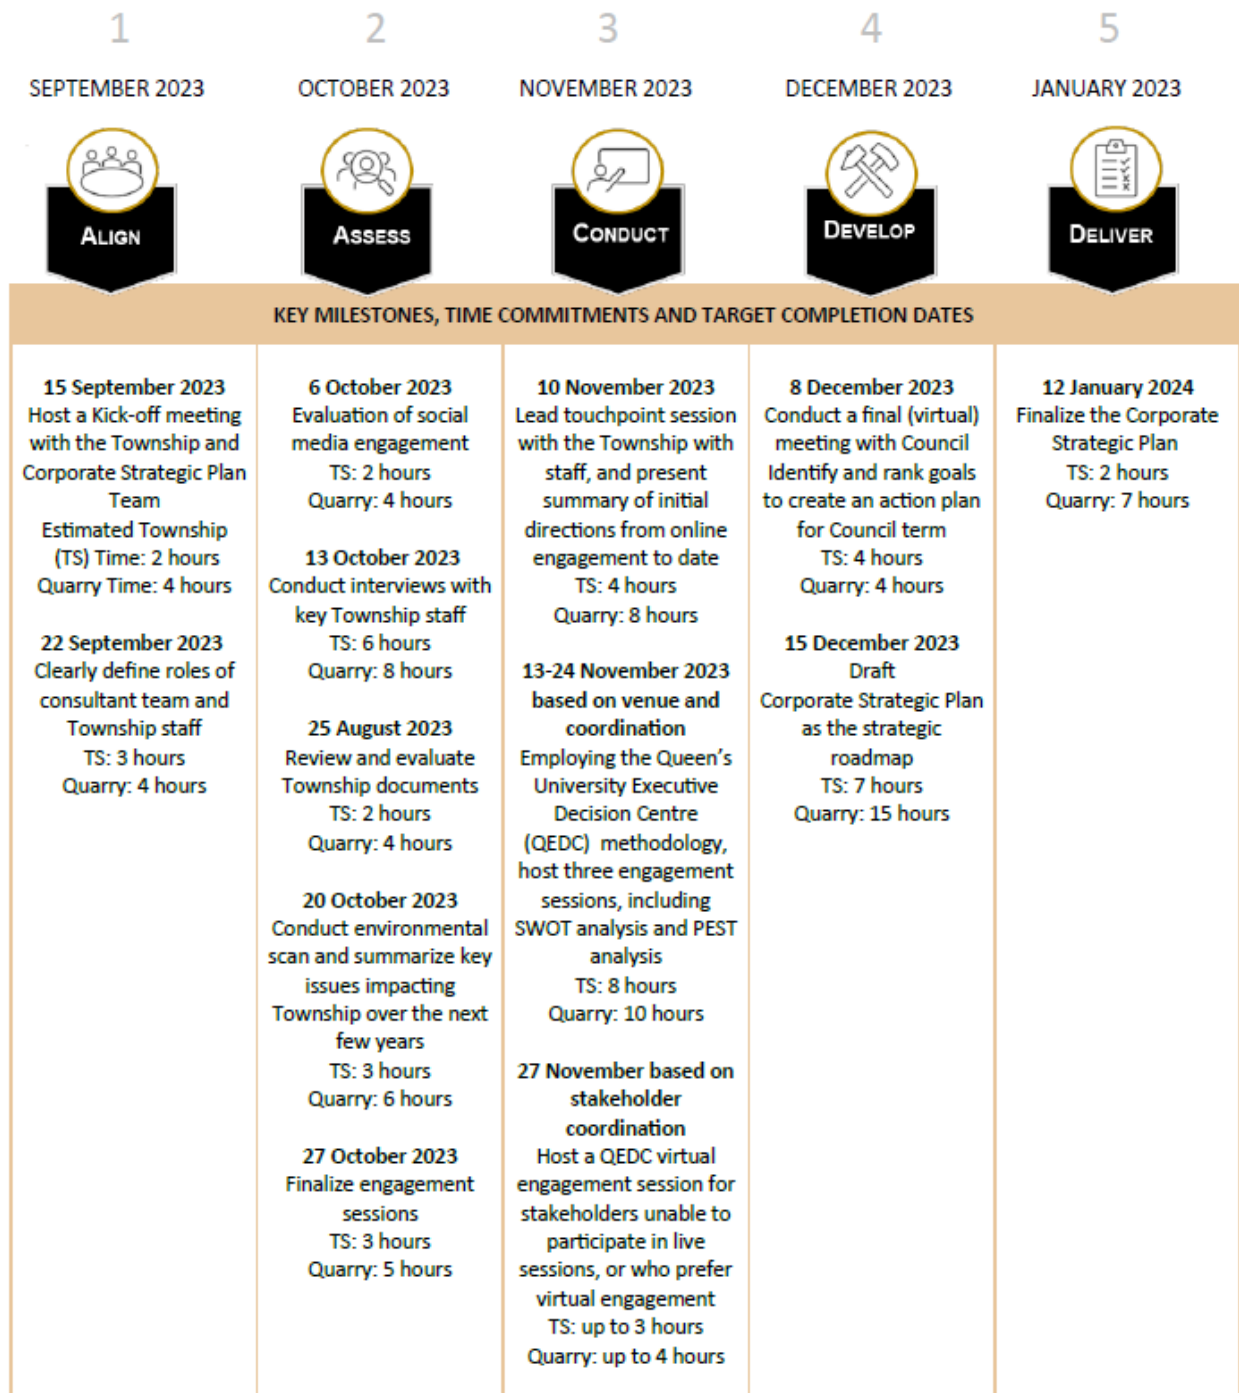 1
2
3
4
5
SEPTEMBER 2023
OCTOBER 2023
NOVEMBER 2023
DECEMBER 2023
JANUARY 2023
ALIGN
ASSESS
CONDUCT
DEVELOP
DELIVER
KEY MILESTONES, TIME COMMITMENTS AND TARGET COMPLETION DATES
15 September 2023
Host a Kick-off meeting
with the Township and
Corporate Strategic Plan
Team
Estimated Township
(TS) Time: 2 hours
Quarry Time: 4 hours
22 September 2023
Clearly define roles of
consultant team and
Township staff
TS: 3 hours
Quarry: 4 hours
6 October 2023
Evaluation of social
media engagement
TS: 2 hours
Quarry: 4 hours
13 October 2023
Conduct interviews with
key Township staff
TS: 6 hours
Quarry: 8 hours
25 August 2023
Review and evaluate
Township documents
TS: 2 hours
Quarry: 4 hours
20 October 2023
Conduct environmental
scan and summarize key
issues impacting
Township over the next
few years
TS: 3 hours
Quarry: 6 hours
27 October 2023
Finalize engagement
sessions
TS: 3 hours
Quarry: 5 hours
10 November 2023
Lead touchpoint session
with the Township with
staff, and present
summary of initial
directions from online
engagement to date
TS: 4 hours
Quarry: 8 hours
13-24 November 2023
based on venue and
coordination
Employing the Queen's
University Executive
Decision Centre
(QEDC) methodology,
host three engagement
sessions, including
SWOT analysis and PEST
analysis
TS: 8 hours
Quarry: 10 hours
27 November based on
stakeholder
coordination
Host a QEDC virtual
engagement session for
stakeholders unable to
participate in live
sessions, or who prefer
virtual engagement
TS: up to 3 hours
Quarry: up to 4 hours
8 December 2023
Conduct a final (virtual)
meeting with Council
Identify and rank goals
to create an action plan
for Council term
TS: 4 hours
Quarry: 4 hours
15 December 2023
Draft
Corporate Strategic Plan
as the strategic
roadmap
TS: 7 hours
Quarry: 15 hours
12 January 2024
Finalize the Corporate
Strategic Plan
TS: 2 hours
Quarry: 7 hours